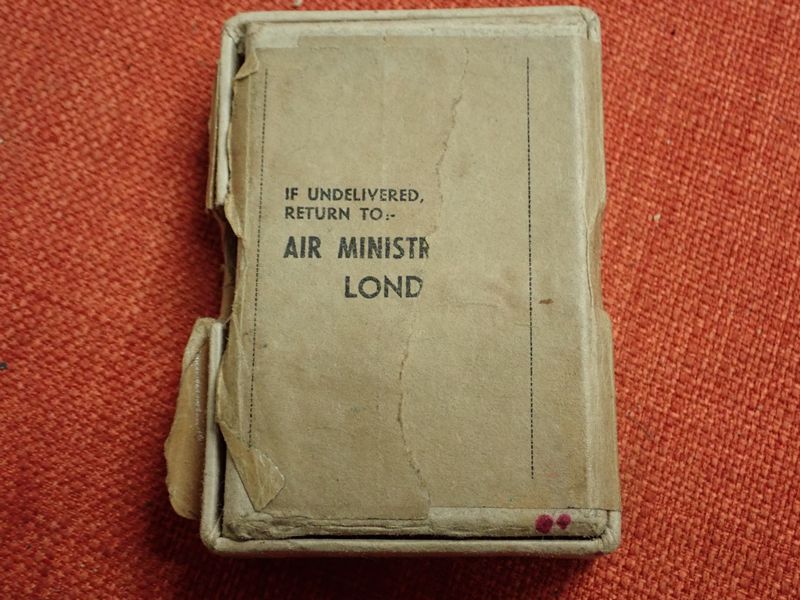 IF UNDELIVERED,
RETURN TO:-
AIR MINISTR
LOND